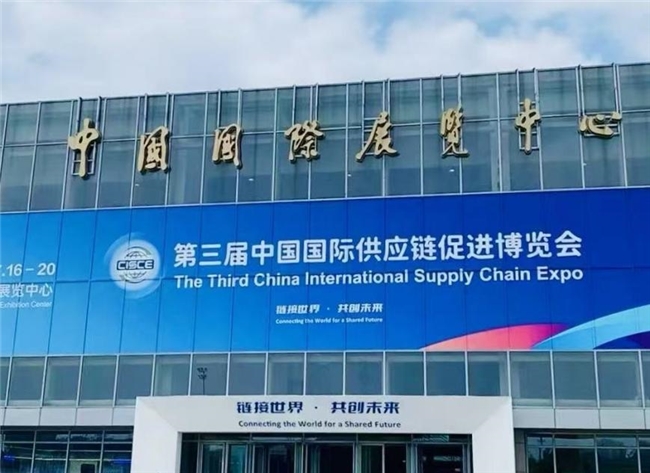 中国国际展览中心
.16-20
展览中心
Exhibition Center
CISCE
第三届中国国际供应链促进博览会
The Third China International Supply Chain Expo
链接世界·共创未来
Connecting the World for a Shared Future
链接世界·共创未来
Connecting the World for a Shared Future